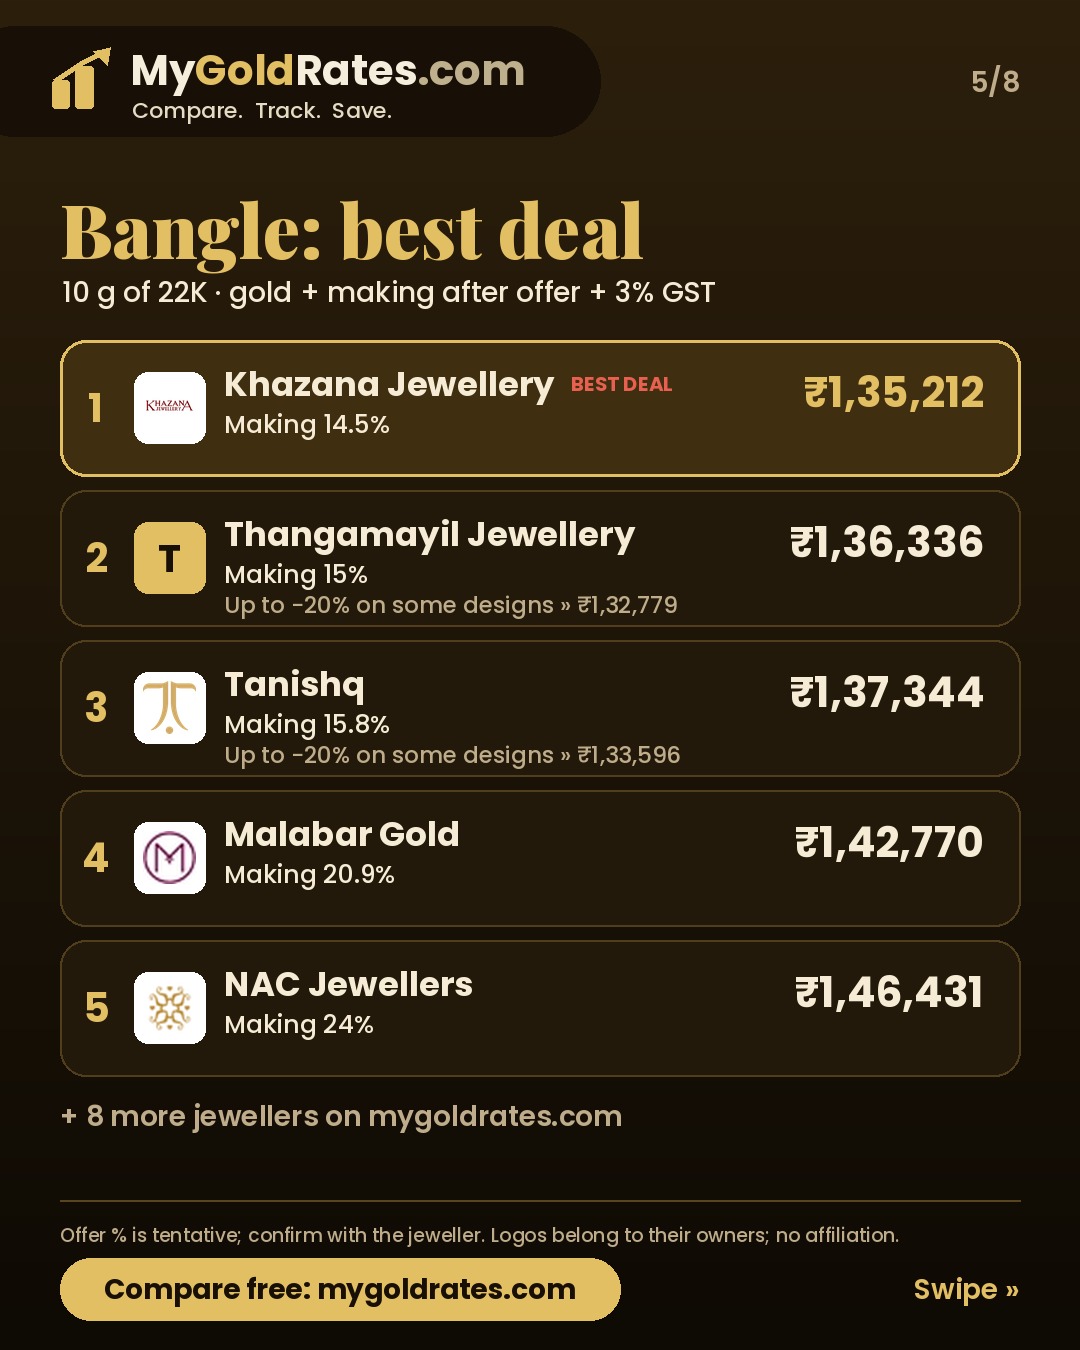 MyGoldRates.com
Compare. Track. Save.
5/8
Bangle: best deal
10 g of 22K · gold + making after offer + 3% GST
1
KHAZANA
JEWELLERY
Khazana Jewellery BEST DEAL
Making 14.5%
₹1,35,212
2
T
Thangamayil Jewellery
Making 15%
Up to -20% on some designs » ₹1,32,779
₹1,36,336
3
Tanishq
Making 15.8%
Up to -20% on some designs » ₹1,33,596
₹1,37,344
4
M
Malabar Gold
Making 20.9%
₹1,42,770
5
NAC Jewellers
Making 24%
₹1,46,431
+ 8 more jewellers on mygoldrates.com
Offer % is tentative; confirm with the jeweller. Logos belong to their owners; no affiliation.
Compare free: mygoldrates.com
Swipe »